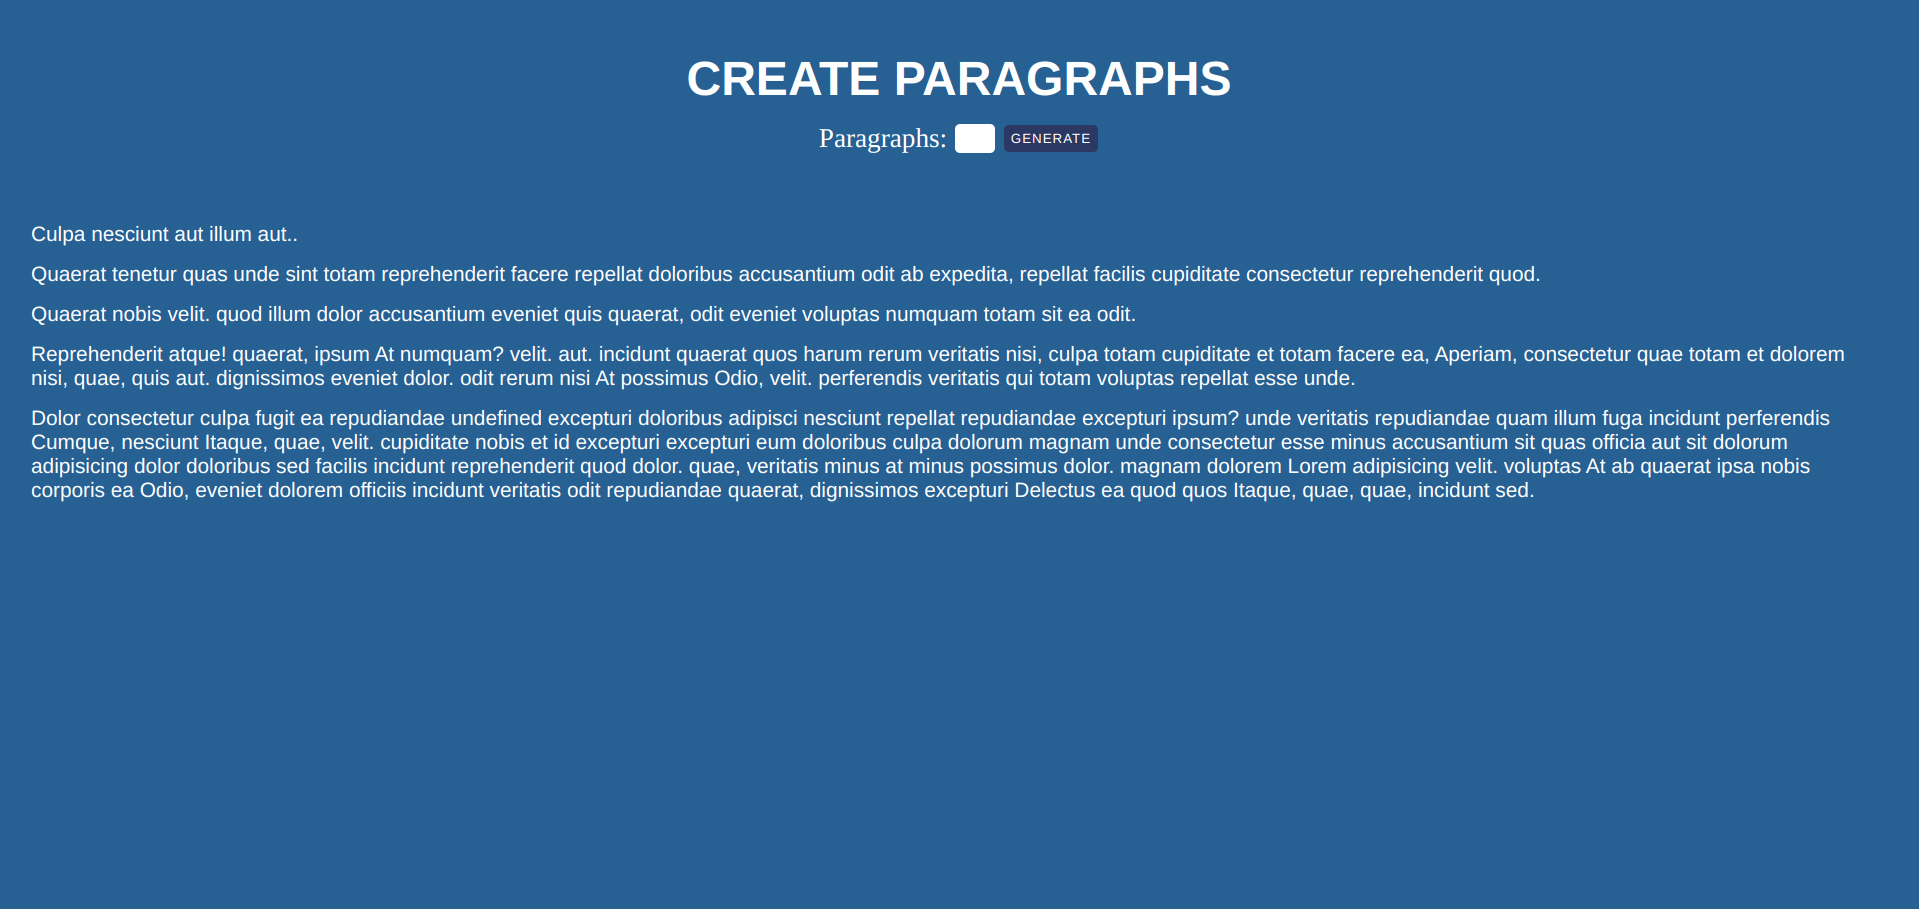 CREATE PARAGRAPHS
Paragraphs: GENERATE
Culpa nesciunt aut illum aut..
Quaerat tenetur quas unde sint totam reprehenderit facere repellat doloribus accusantium odit ab expedita, repellat facilis cupiditate consectetur reprehenderit quod.
Quaerat nobis velit. quod illum dolor accusantium eveniet quis quaerat, odit eveniet voluptas numquam totam sit ea odit.
Reprehenderit atque! quaerat, ipsum At numquam? velit. aut. incidunt quaerat quos harum rerum veritatis nisi, culpa totam cupiditate et totam facere ea, Aperiam, consectetur quae totam et dolorem
nisi, quae, quis aut. dignissimos eveniet dolor. odit rerum nisi At possimus Odio, velit. perferendis veritatis qui totam voluptas repellat esse unde.
Dolor consectetur culpa fugit ea repudiandae undefined excepturi doloribus adipisci nesciunt repellat repudiandae excepturi ipsum? unde veritatis repudiandae quam illum fuga incidunt perferendis
Cumque, nesciunt Itaque, quae, velit. cupiditate nobis et id excepturi excepturi eum doloribus culpa dolorum magnam unde consectetur esse minus accusantium sit quas officia aut sit dolorum
adipisicing dolor doloribus sed facilis incidunt reprehenderit quod dolor. quae, veritatis minus at minus possimus dolor. magnam dolorem Lorem adipisicing velit. voluptas At ab quaerat ipsa nobis
corporis ea Odio, eveniet dolorem officiis incidunt veritatis odit repudiandae quaerat, dignissimos excepturi Delectus ea quod quos Itaque, quae, quae, incidunt sed.